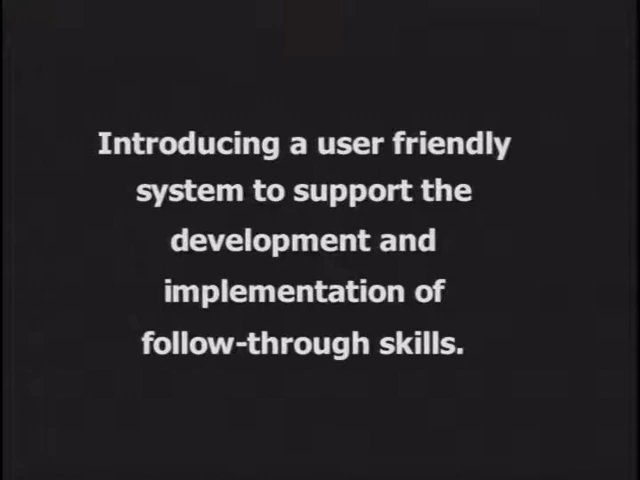 Introducing a user friendly
system to support the
development and
implementation of
follow-through skills.